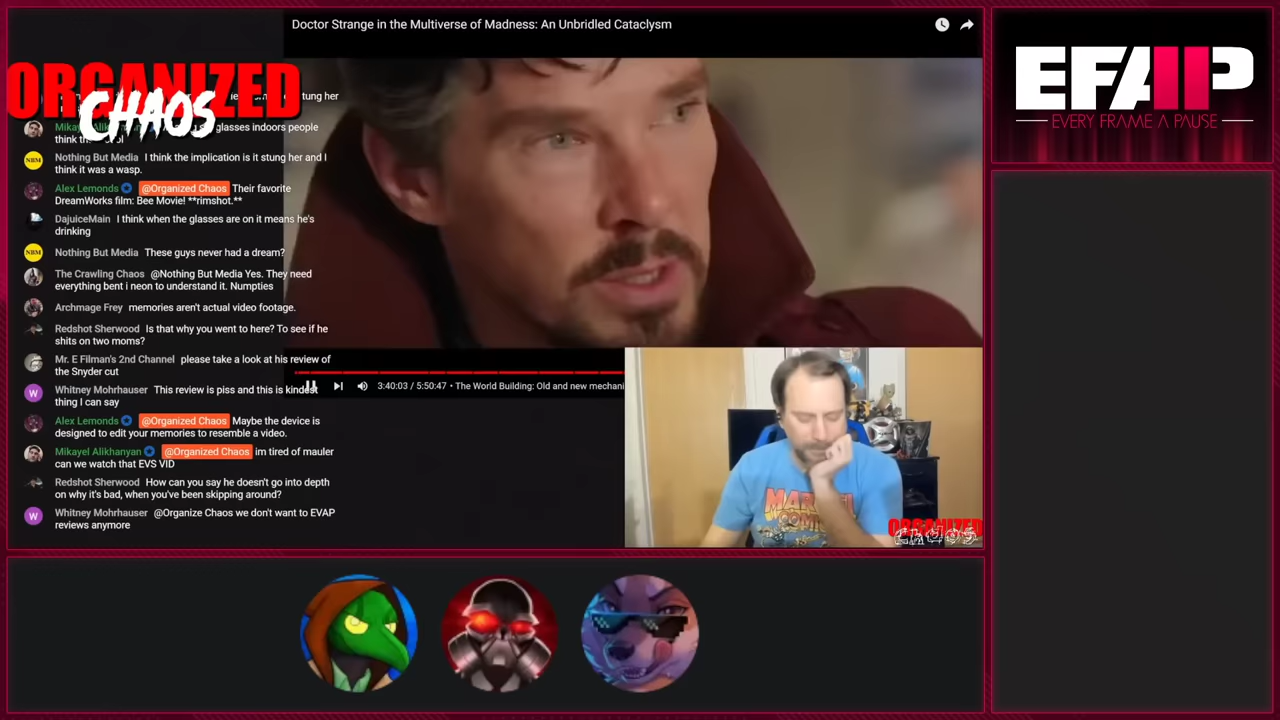 Doctor Strange in the Multiverse of Madness: An Unbridled Cataclysm
EFAP
EVERY FRAME A PAUSE
ORGANIZED
CHAOS
tung her
glasses indoors people
think
Nothing But Media I think the implication is it stung her and I
think it was a wasp.
Alex Lemonds @Organized Chaos Their favorite
DreamWorks film: Bee Movie! **rimshot.**
DajuiceMain I think when the glasses are on it means he's
drinking
Nothing But Media These guys never had a dream?
The Crawling Chaos @Nothing But Media Yes. They need
everything bent i neon to understand it. Numpties
Archmage Frey memories aren't actual video footage.
Redshot Sherwood Is that why you went to here? To see if he
shits on two moms?
Mr. E Filman's 2nd Channel please take a look at his review of
the Snyder cut
Whitney Mohrhauser This review is piss and this is kindest
thing I can say
Alex Lemonds @Organized Chaos Maybe the device is
designed to edit your memories to resemble a video.
Mikayel Alikhanyan @Organized Chaos im tired of mauler
can we watch that EVS VID
Redshot Sherwood How can you say he doesn't go into depth
on why it's bad, when you've been skipping around?
Whitney Mohrhauser @Organize Chaos we don't want to EVAP
reviews anymore
3:40:03 / 5:50:47 • The World Building: Old and new mechani
MARVEL
COMICS
ORGANIZED
CHAOS